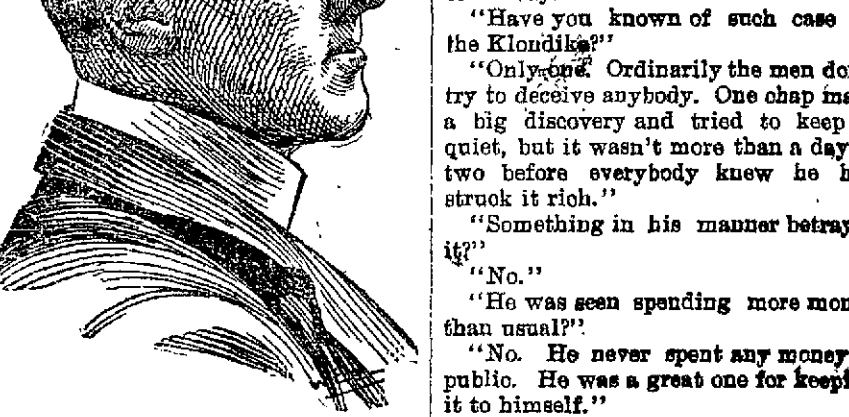 "Have you known of such case
the Klondike?"
"Only one. Ordinarily the men do
try to deceive anybody. One chap ma
a big discovery and tried to keep
quiet, but it wasn't more than a day
two before everybody knew he h
struck it rich."
"Something in his manner betray
it?"
"No."
"He was seen spending more mon
than usual?"
"No. He never spent any money
public. He was a great one for keepi
it to himself."